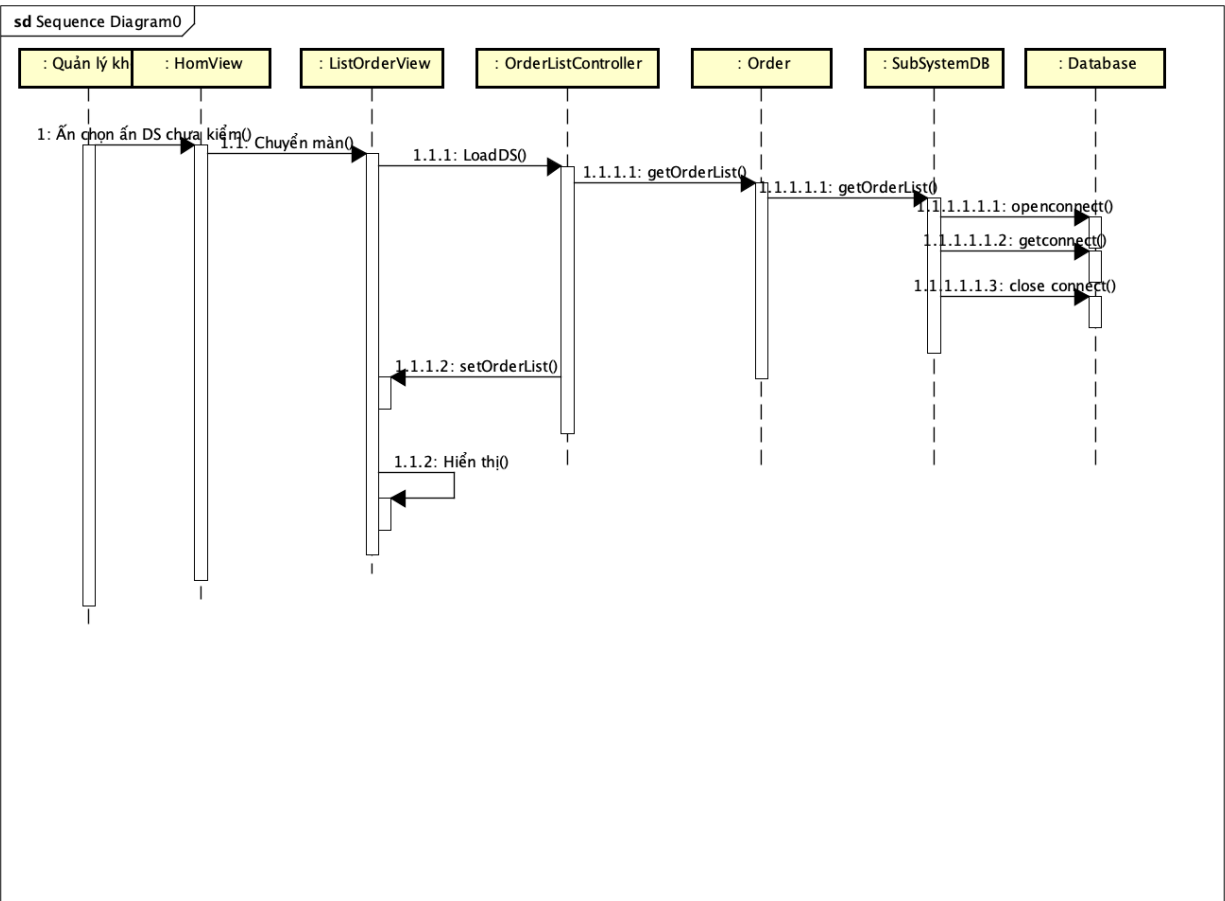 sd Sequence Diagram0
: Quản lý kh
: HomView
: ListOrderView
: OrderListController
: Order
: SubSystemDB
: Database
1: Ấn chọn ấn DS chưa kiểm()
1.1: Chuyển màn()
1.1.1: LoadDS()
1.1.1.1: getOrderList()
1.1.1.1.1: getOrderList()
1.1.1.1.1.1: openconnect()
1.1.1.1.1.2: getconnect()
1.1.1.1.1.3: close connect()
1.1.1.2: setOrderList()
1.1.2: Hiển thị()